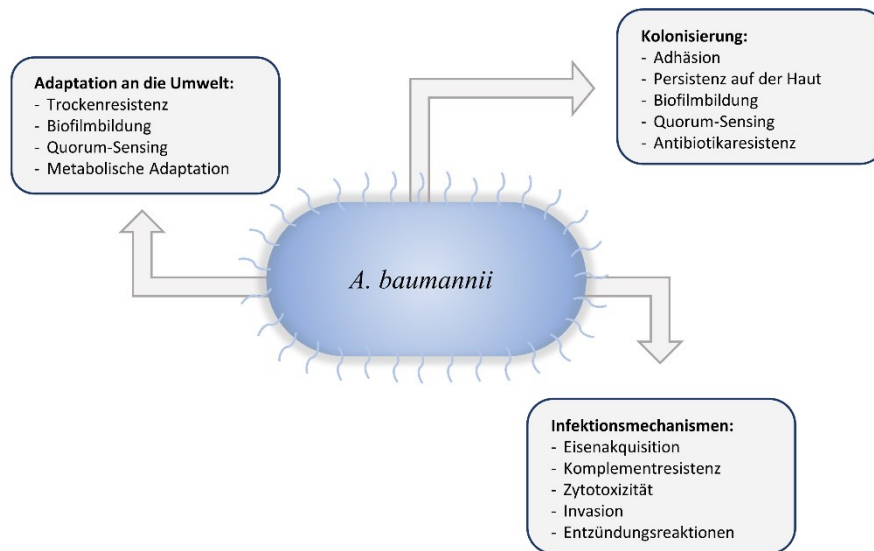 Adaptation an die Umwelt:
- Trockenresistenz
- Biofilmbildung
- Quorum-Sensing
- Metabolische Adaptation
Kolonisierung:
- Adhäsion
- Persistenz auf der Haut
- Biofilmbildung
- Quorum-Sensing
- Antibiotikaresistenz
A. baumannii
Infektionsmechanismen:
- Eisenakquisition
- Komplementresistenz
- Zytotoxizität
- Invasion
- Entzündungsreaktionen